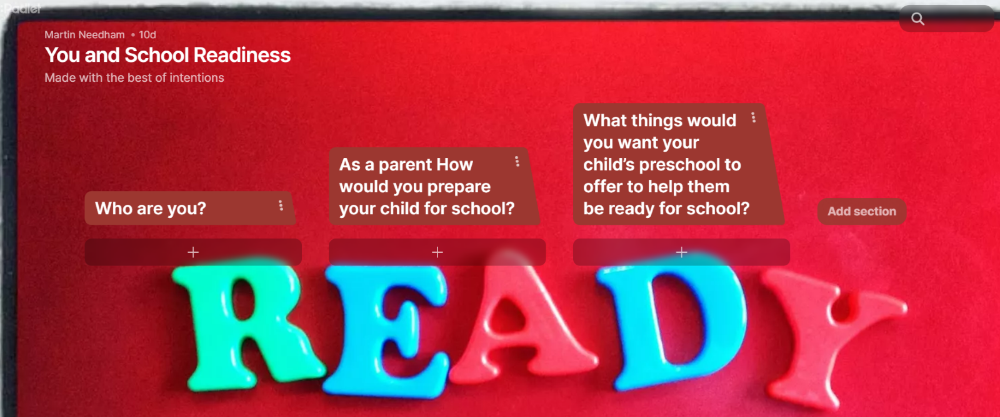 Padlet
Martin Needham • 10d
You and School Readiness
Made with the best of intentions
Who are you?
As a parent How
would you prepare
your child for school?
What things would
you want your
child's preschool to
offer to help them
be ready for school?
Add section
READY